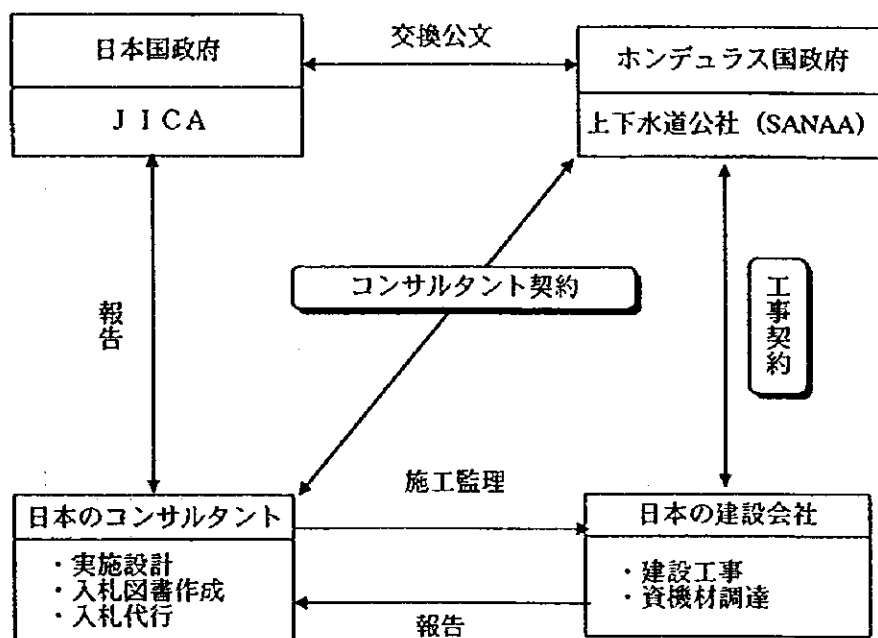 日本国政府
ＪＩＣＡ
交換公文
ホンデュラス国政府
上下水道公社（SANAA）
報告
コンサルタント契約
工事契約
日本のコンサルタント
・実施設計
・入札図書作成
・入札代行
施工監理
報告
日本の建設会社
・建設工事
・資機材調達